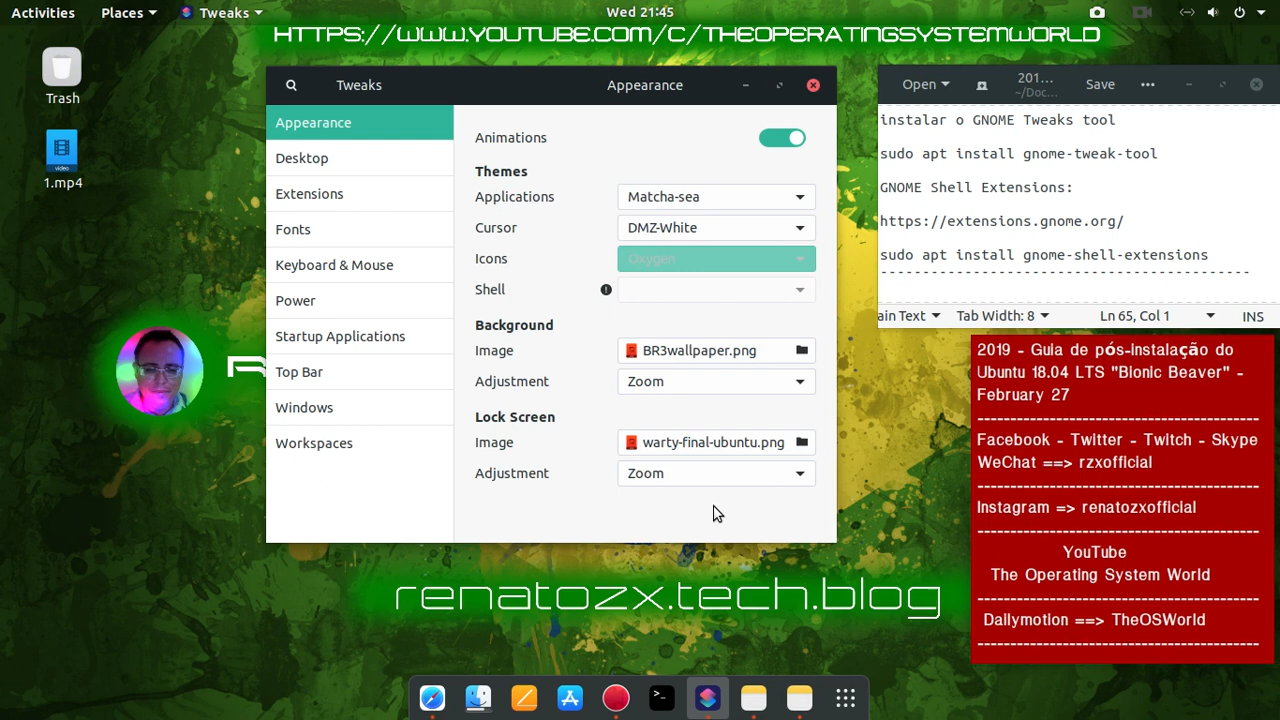 Activities
Places
Tweaks
Wed 21:45
HTTPS://WWW.YOUTUBE.COM/C/THEOPERATINGSYSTEMWORLD
Trash
video
1.mp4
R
Tweaks
Appearance
Appearance
Desktop
Extensions
Fonts
Keyboard & Mouse
Power
Startup Applications
Top Bar
Windows
Workspaces
Animations
Themes
Applications Matcha-sea
Cursor DMZ-White
Icons Oxygen
Shell
Background
Image BR3wallpaper.png
Adjustment Zoom
Lock Screen
Image warty-final-ubuntu.png
Adjustment Zoom
Open
201...
~/Doc...
Save
instalar o GNOME Tweaks tool
sudo apt install gnome-tweak-tool
GNOME Shell Extensions:
https://extensions.gnome.org/
sudo apt install gnome-shell-extensions
-------------------------------------------
ain Text Tab Width: 8 Ln 65, Col 1 INS
2019 - Guia de pós-Instalação do
Ubuntu 18.04 LTS "Bionic Beaver" -
February 27
------------------------------------------
Facebook - Twitter - Twitch - Skype
WeChat ==> rzxofficial
------------------------------------------
Instagram => renatozxofficial
------------------------------------------
YouTube
The Operating System World
------------------------------------------
Dailymotion ==> TheOSWorld
------------------------------------------
renatozx.tech.blog